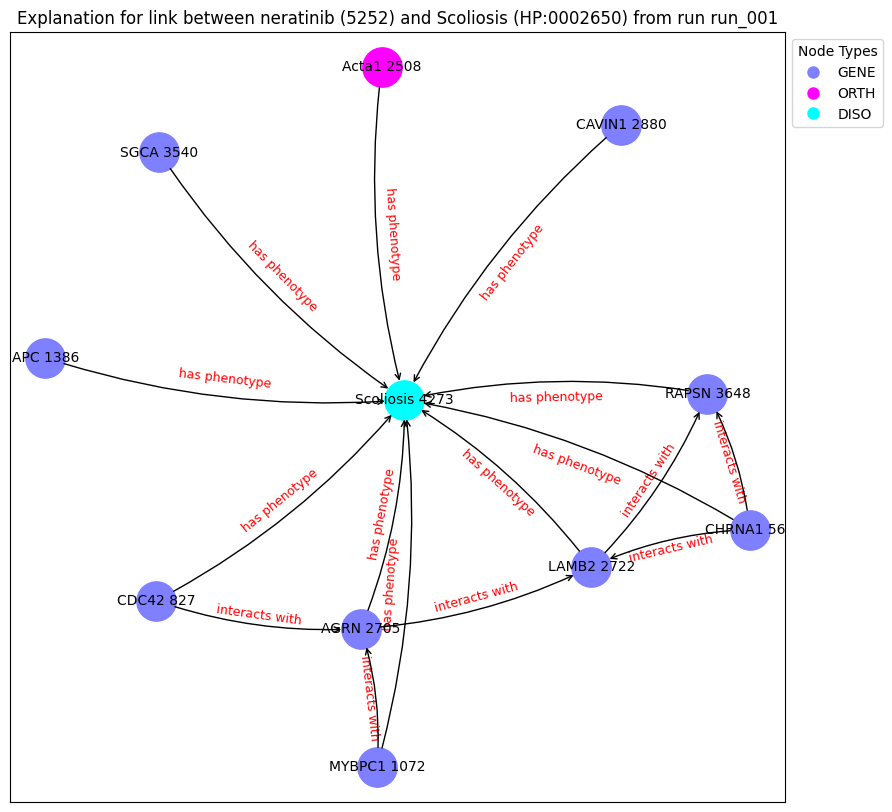 Explanation for link between neratinib (5252) and Scoliosis (HP:0002650) from run run_001
Node Types
GENE
ORTH
DISO
Acta1 2508
CAVIN1 2880
SGCA 3540
has phenotype
has phenotype
has phenotype
APC 1386
has phenotype
Scoliosis 4273
RAPSN 3648
has phenotype
has phenotype
has phenotype
interacts with
interacts with
has phenotype
has phenotype
CHRNA1 56
interacts with
LAMB2 2722
has phenotype
CDC42 827
interacts with
interacts with
AGRN 2705
interacts with
MYBPC1 1072